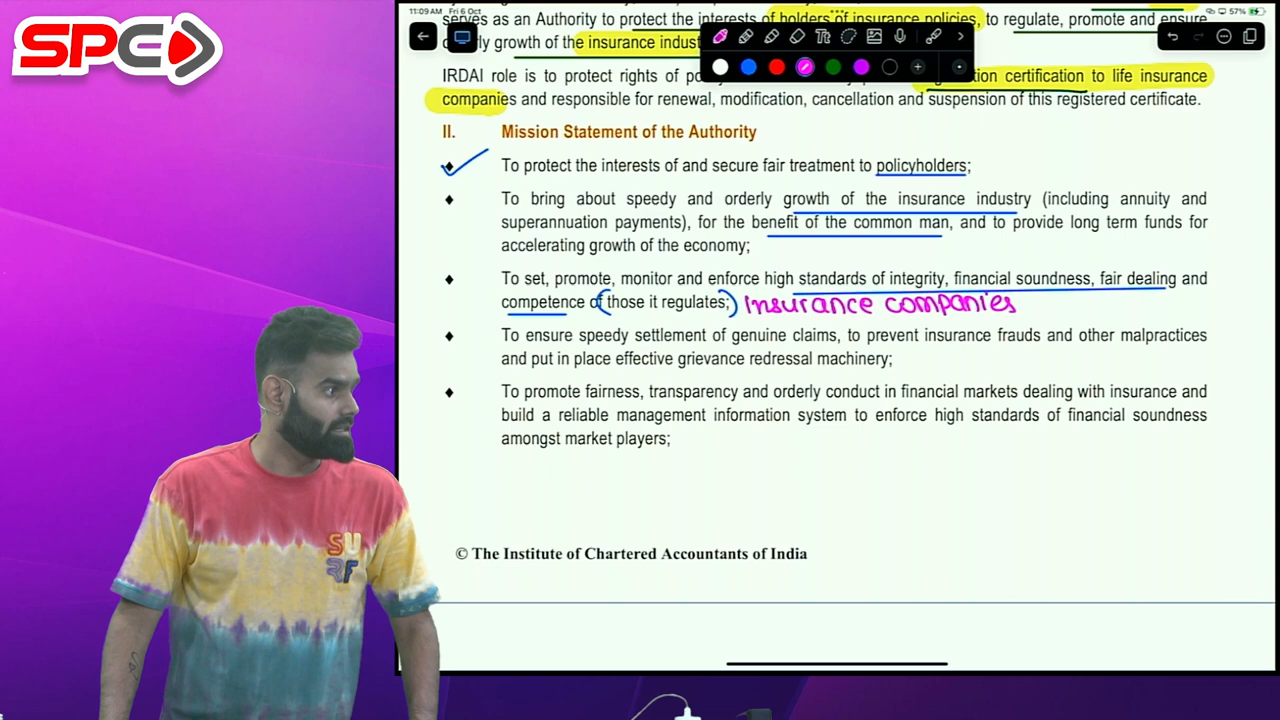 SPC
11:09 AM Fri 6 Oct
57%
serves as an Authority to protect the interests of holders of insurance policies, to regulate, promote and ensure
growth of the insurance
IRDAI role is to protect rights of certification to life insurance
companies and responsible for renewal, modification, cancellation and suspension of this registered certificate.
II. Mission Statement of the Authority
♦ To protect the interests of and secure fair treatment to policyholders;
♦ To bring about speedy and orderly growth of the insurance industry (including annuity and
superannuation payments), for the benefit of the common man, and to provide long term funds for
accelerating growth of the economy;
♦ To set, promote, monitor and enforce high standards of integrity, financial soundness, fair dealing and
competence of (those it regulates;) Insurance companies
♦ To ensure speedy settlement of genuine claims, to prevent insurance frauds and other malpractices
and put in place effective grievance redressal machinery;
♦ To promote fairness, transparency and orderly conduct in financial markets dealing with insurance and
build a reliable management information system to enforce high standards of financial soundness
amongst market players;
© The Institute of Chartered Accountants of India
SURF